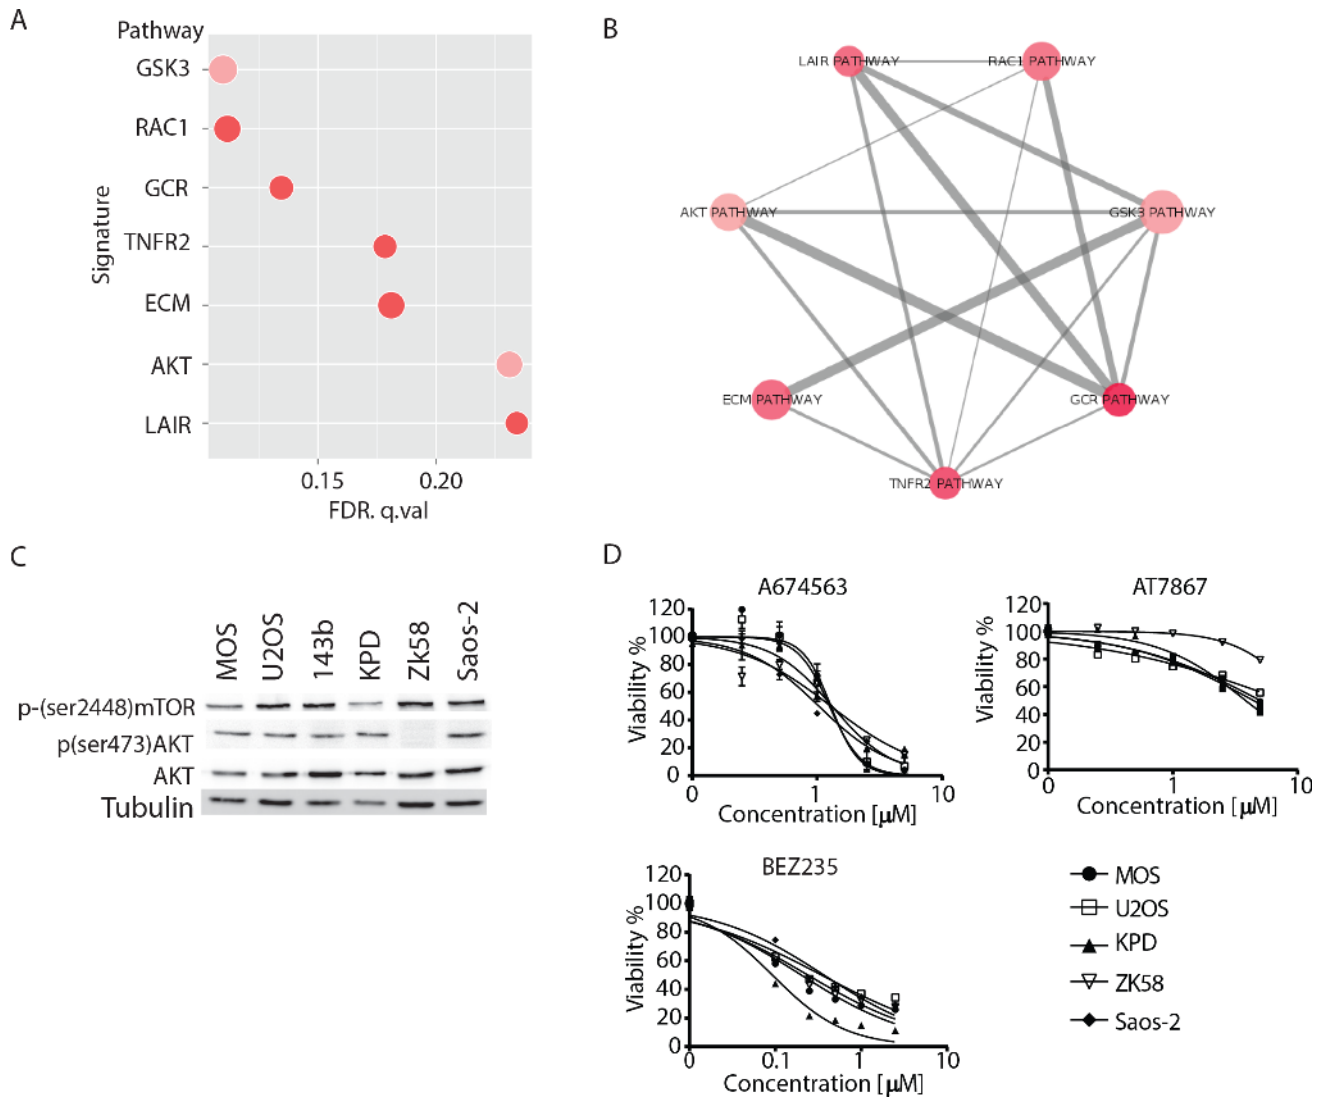 A
Pathway
GSK3
RAC1
GCR
TNFR2
ECM
AKT
LAIR
Signature
0.15 0.20
FDR. q.val
B
LAIR PATHWAY
RAC1 PATHWAY
AKT PATHWAY
GSK3 PATHWAY
ECM PATHWAY
GCR PATHWAY
TNFR2 PATHWAY
C
MOS
U2OS
143b
KPD
Zk58
Saos-2
p-(ser2448)mTOR
p(ser473)AKT
AKT
Tubulin
D
A674563
Viability %
120
100
80
60
40
20
0
0 1 10
Concentration [μM]
AT7867
Viability %
120
100
80
60
40
20
0
0 1 10
Concentration [μM]
BEZ235
Viability %
120
100
80
60
40
20
0
0 0.1 1 10
Concentration [μM]
MOS
U2OS
KPD
ZK58
Saos-2